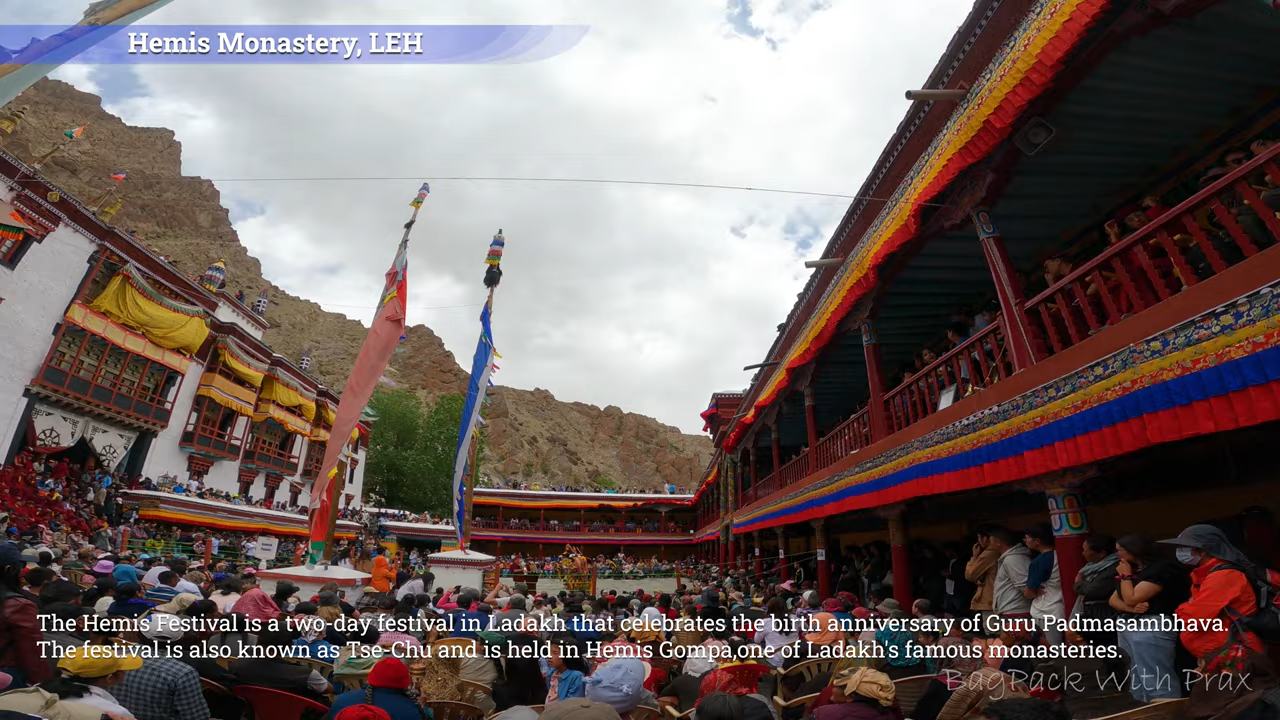 Hemis Monastery, LEH
The Hemis Festival is a two-day festival in Ladakh that celebrates the birth anniversary of Guru Padmasambhava.
The festival is also known as Tse-Chu and is held in Hemis Gompa,one of Ladakh's famous monasteries.
BagPack With Prax